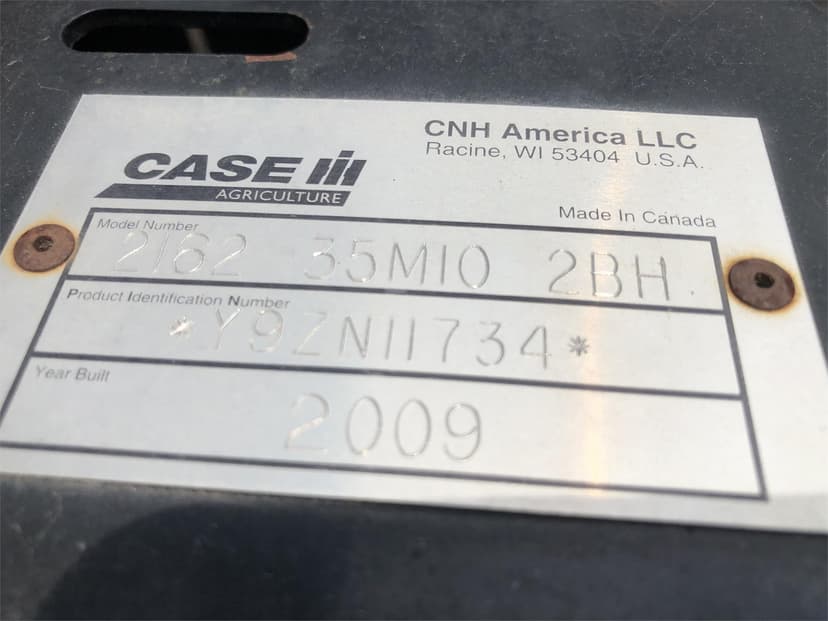 CASE IH
AGRICULTURE
CNH America LLC
Racine, WI 53404 U.S.A.
Made In Canada
Model Number
2162 35M10 2BH
Product Identification Number
*Y9ZN11734*
Year Built
2009